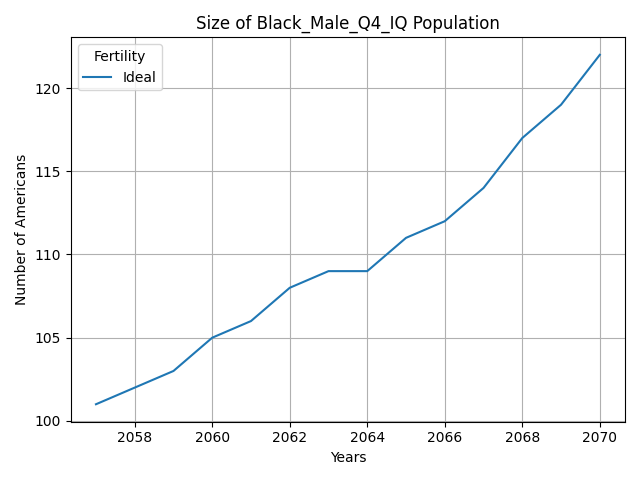 Size of Black_Male_Q4_IQ Population
Fertility
Ideal
Number of Americans
120
115
110
105
100
2058
2060
2062
2064
2066
2068
2070
Years